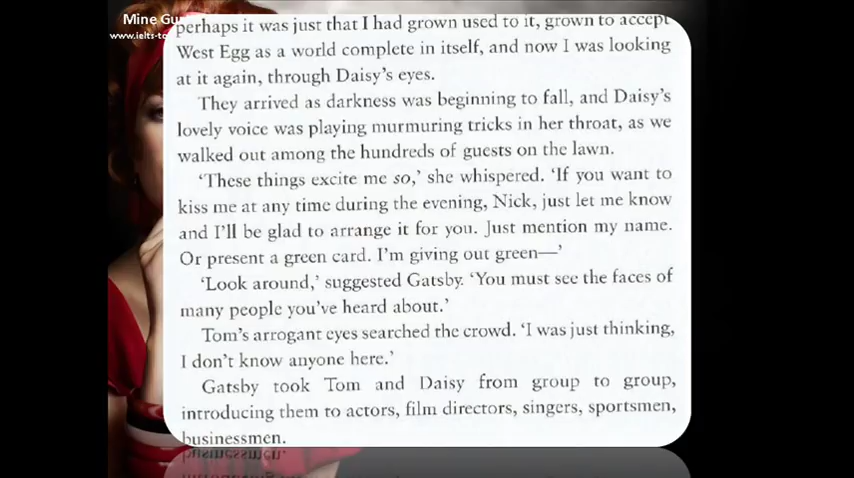 Mine Gu
www.ielts-to
perhaps it was just that I had grown used to it, grown to accept
West Egg as a world complete in itself, and now I was looking
at it again, through Daisy's eyes.
They arrived as darkness was beginning to fall, and Daisy's
lovely voice was playing murmuring tricks in her throat, as we
walked out among the hundreds of guests on the lawn.
‘These things excite me so,’ she whispered. ‘If you want to
kiss me at any time during the evening, Nick, just let me know
and I'll be glad to arrange it for you. Just mention my name.
Or present a green card. I'm giving out green—’
‘Look around,’ suggested Gatsby. ‘You must see the faces of
many people you've heard about.’
Tom's arrogant eyes searched the crowd. ‘I was just thinking,
I don't know anyone here.’
Gatsby took Tom and Daisy from group to group,
introducing them to actors, film directors, singers, sportsmen,
businessmen.